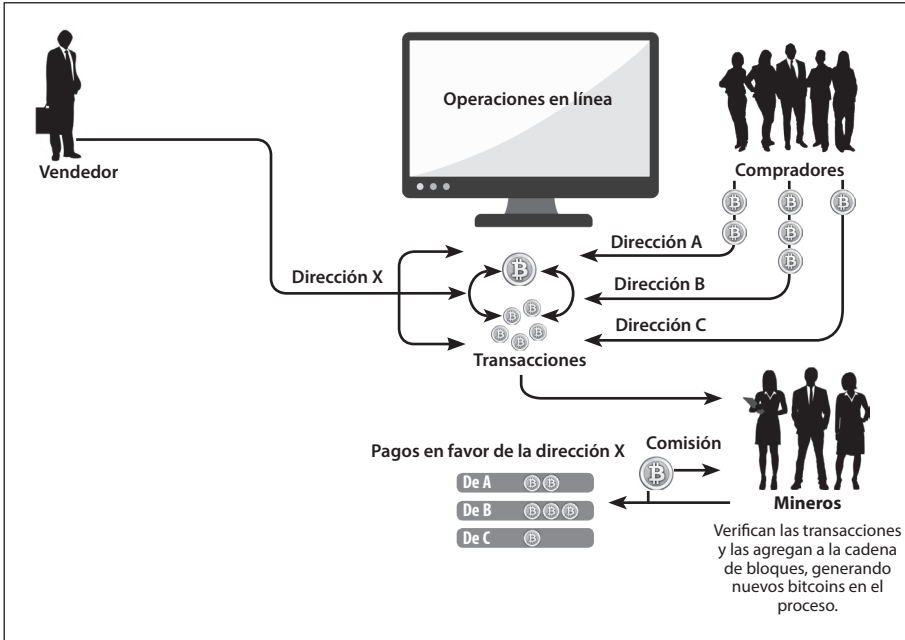 Operaciones en línea
Vendedor
Compradores
Dirección A
Dirección X
Dirección B
Dirección C
Transacciones
Pagos en favor de la dirección X
Comisión
De A
De B
De C
Mineros
Verifican las transacciones
y las agregan a la cadena
de bloques, generando
nuevos bitcoins en el
proceso.